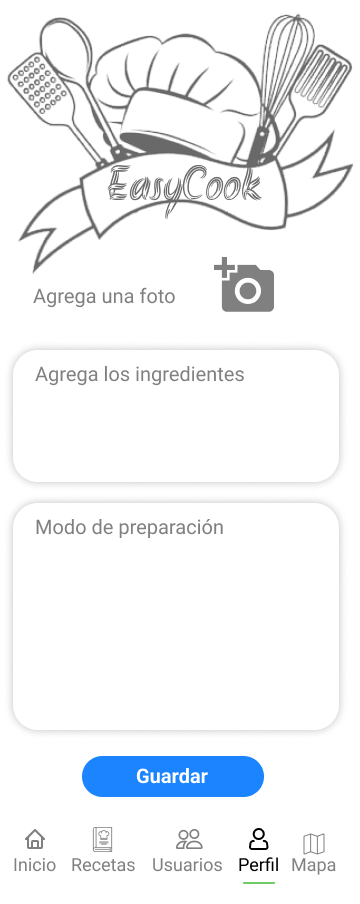 EasyCook
Agrega una foto
Agrega los ingredientes
Modo de preparación
Guardar
Inicio Recetas Usuarios Perfil Mapa